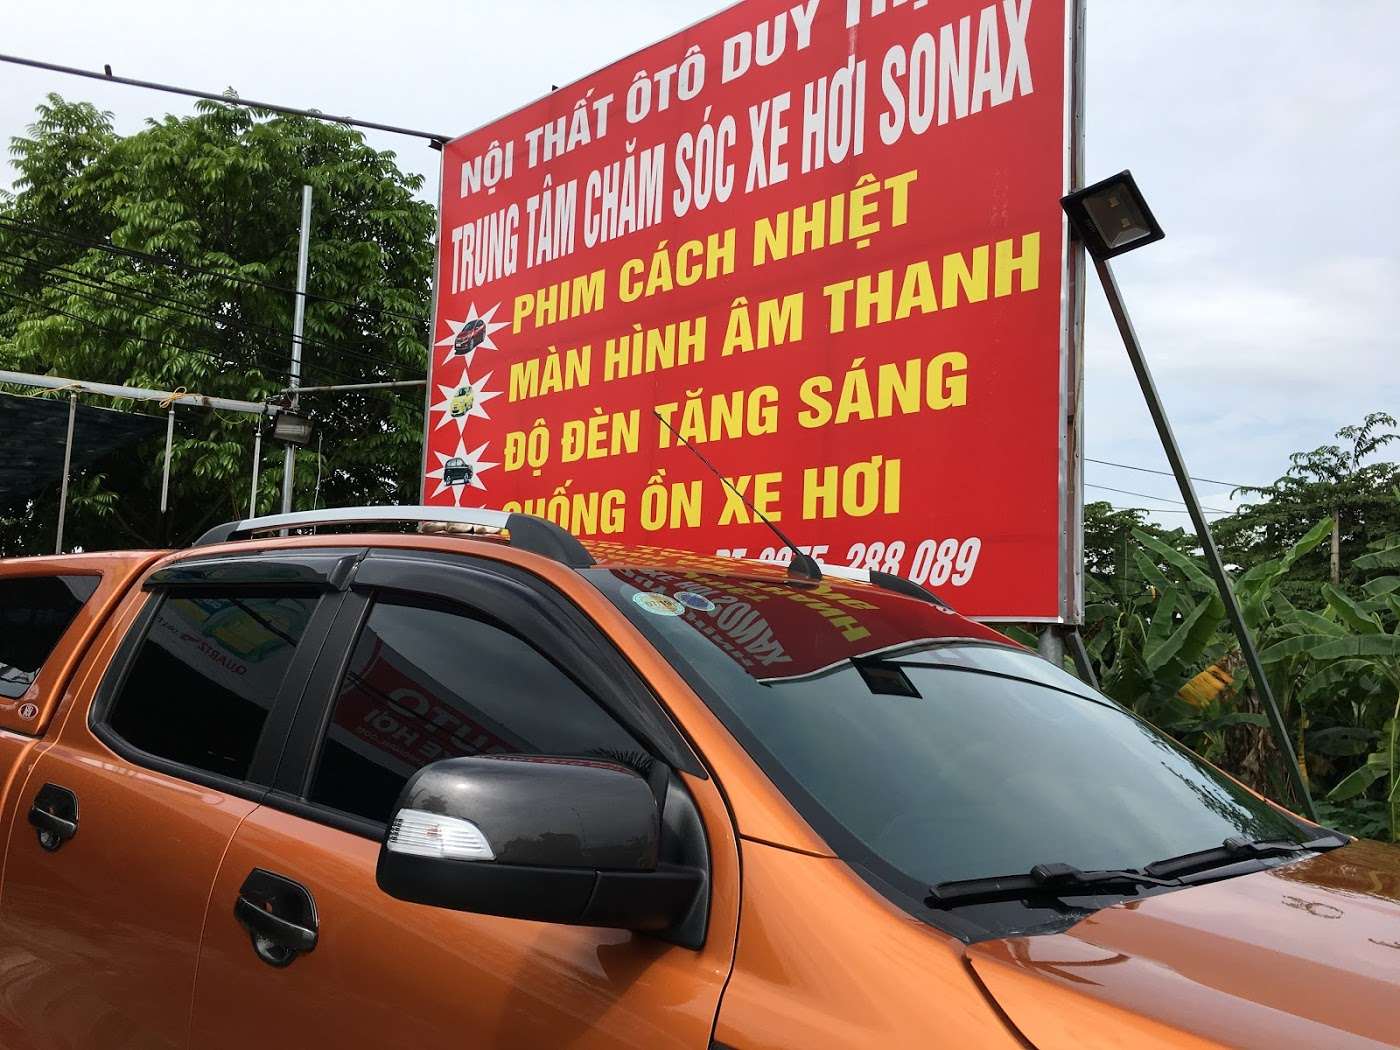 NỘI THẤT ÔTÔ DUY
TRUNG TÂM CHĂM SÓC XE HƠI SONAX
PHIM CÁCH NHIỆT
MÀN HÌNH ÂM THANH
ĐỘ ĐÈN TĂNG SÁNG
CHỐNG ỒN XE HƠI
288 089